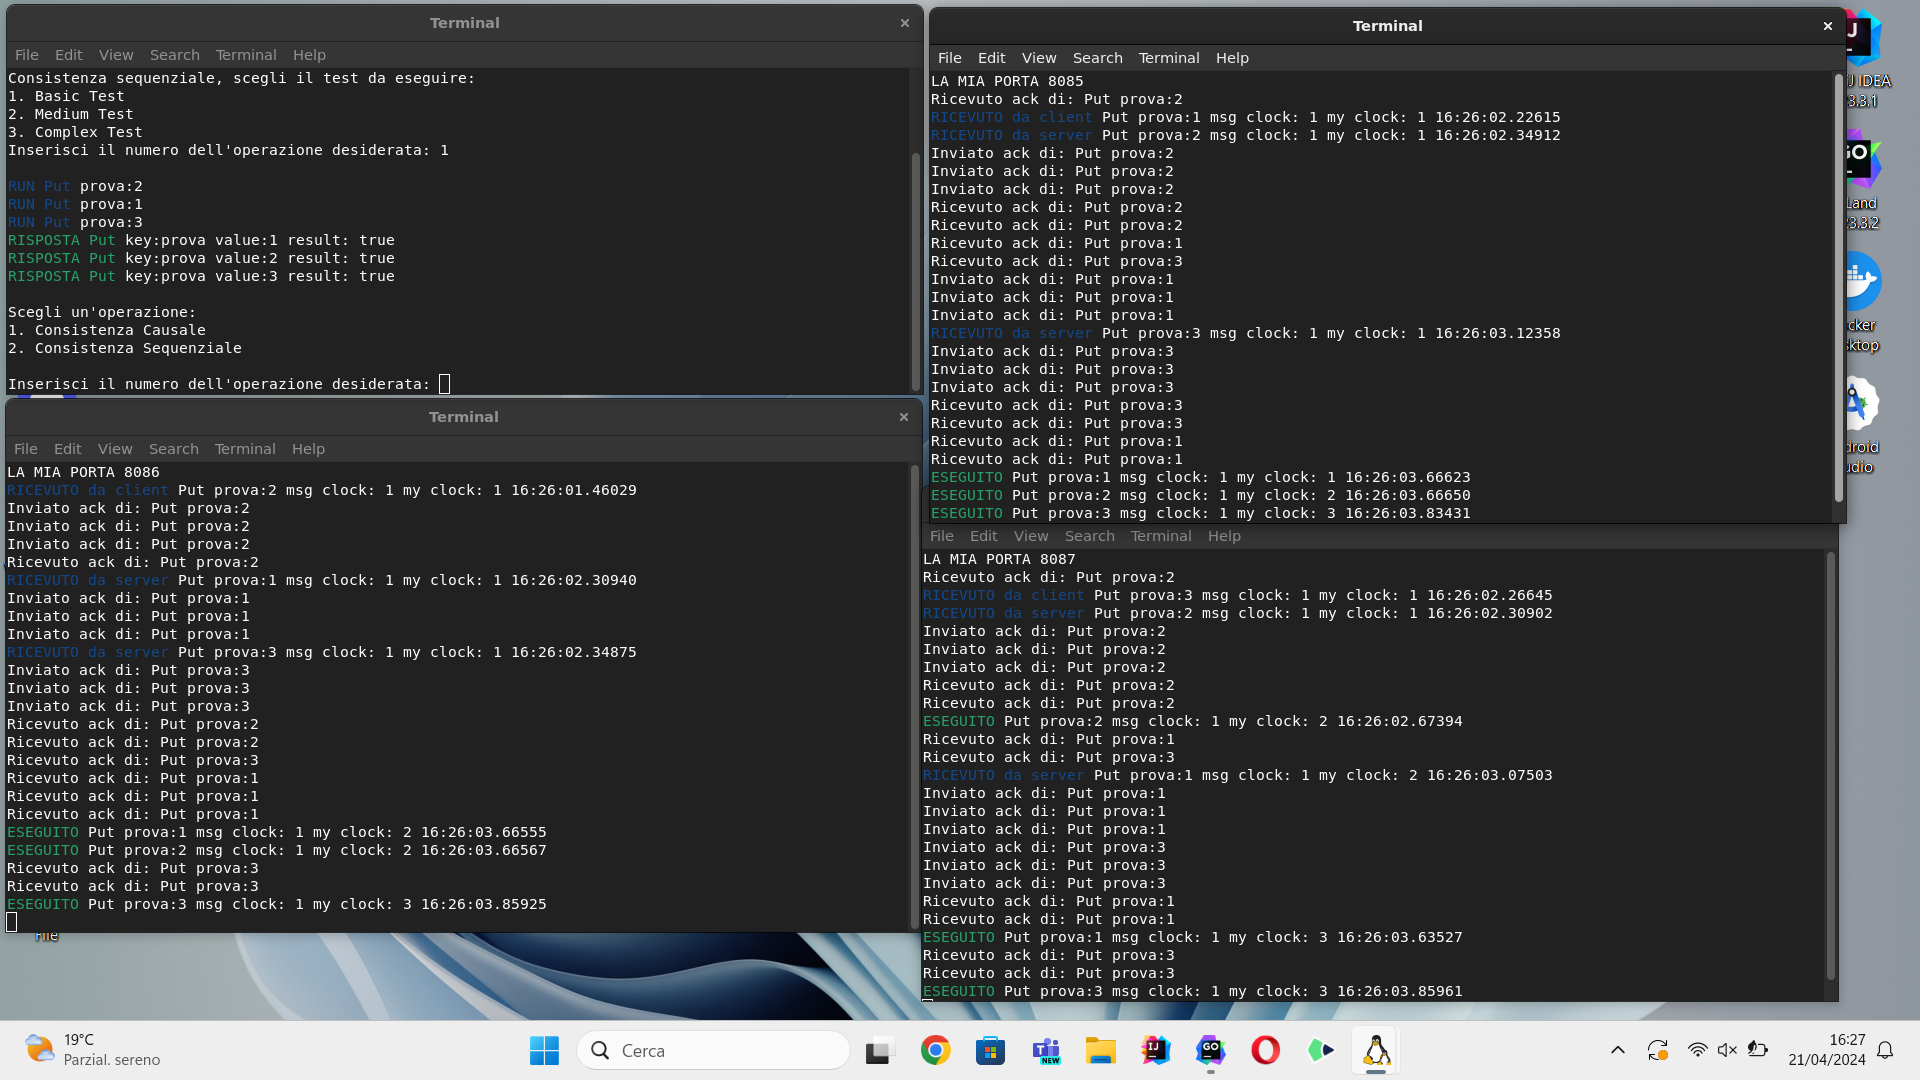 Terminal
File Edit View Search Terminal Help
Consistenza sequenziale, scegli il test da eseguire:
1. Basic Test
2. Medium Test
3. Complex Test
Inserisci il numero dell'operazione desiderata: 1
RUN Put prova:2
RUN Put prova:1
RUN Put prova:3
RISPOSTA Put key:prova value:1 result: true
RISPOSTA Put key:prova value:2 result: true
RISPOSTA Put key:prova value:3 result: true
Scegli un'operazione:
1. Consistenza Causale
2. Consistenza Sequenziale
Inserisci il numero dell'operazione desiderata:
Terminal
File Edit View Search Terminal Help
LA MIA PORTA 8085
Ricevuto ack di: Put prova:2
RICEVUTO da client Put prova:1 msg clock: 1 my clock: 1 16:26:02.22615
RICEVUTO da server Put prova:2 msg clock: 1 my clock: 1 16:26:02.34912
Inviato ack di: Put prova:2
Inviato ack di: Put prova:2
Inviato ack di: Put prova:2
Ricevuto ack di: Put prova:2
Ricevuto ack di: Put prova:2
Ricevuto ack di: Put prova:1
Ricevuto ack di: Put prova:3
Inviato ack di: Put prova:1
Inviato ack di: Put prova:1
Inviato ack di: Put prova:1
RICEVUTO da server Put prova:3 msg clock: 1 my clock: 1 16:26:03.12358
Inviato ack di: Put prova:3
Inviato ack di: Put prova:3
Inviato ack di: Put prova:3
Ricevuto ack di: Put prova:3
Ricevuto ack di: Put prova:3
Ricevuto ack di: Put prova:1
Ricevuto ack di: Put prova:1
ESEGUITO Put prova:1 msg clock: 1 my clock: 1 16:26:03.66623
ESEGUITO Put prova:2 msg clock: 1 my clock: 2 16:26:03.66650
ESEGUITO Put prova:3 msg clock: 1 my clock: 3 16:26:03.83431
Terminal
File Edit View Search Terminal Help
LA MIA PORTA 8086
RICEVUTO da client Put prova:2 msg clock: 1 my clock: 1 16:26:01.46029
Inviato ack di: Put prova:2
Inviato ack di: Put prova:2
Inviato ack di: Put prova:2
Ricevuto ack di: Put prova:2
RICEVUTO da server Put prova:1 msg clock: 1 my clock: 1 16:26:02.30940
Inviato ack di: Put prova:1
Inviato ack di: Put prova:1
Inviato ack di: Put prova:1
RICEVUTO da server Put prova:3 msg clock: 1 my clock: 1 16:26:02.34875
Inviato ack di: Put prova:3
Inviato ack di: Put prova:3
Inviato ack di: Put prova:3
Ricevuto ack di: Put prova:2
Ricevuto ack di: Put prova:2
Ricevuto ack di: Put prova:3
Ricevuto ack di: Put prova:1
Ricevuto ack di: Put prova:1
Ricevuto ack di: Put prova:1
ESEGUITO Put prova:1 msg clock: 1 my clock: 2 16:26:03.66555
ESEGUITO Put prova:2 msg clock: 1 my clock: 2 16:26:03.66567
Ricevuto ack di: Put prova:3
Ricevuto ack di: Put prova:3
ESEGUITO Put prova:3 msg clock: 1 my clock: 3 16:26:03.85925
File
File Edit View Search Terminal Help
LA MIA PORTA 8087
Ricevuto ack di: Put prova:2
RICEVUTO da client Put prova:3 msg clock: 1 my clock: 1 16:26:02.26645
RICEVUTO da server Put prova:2 msg clock: 1 my clock: 1 16:26:02.30902
Inviato ack di: Put prova:2
Inviato ack di: Put prova:2
Inviato ack di: Put prova:2
Ricevuto ack di: Put prova:2
Ricevuto ack di: Put prova:2
ESEGUITO Put prova:2 msg clock: 1 my clock: 2 16:26:02.67394
Ricevuto ack di: Put prova:1
Ricevuto ack di: Put prova:3
RICEVUTO da server Put prova:1 msg clock: 1 my clock: 2 16:26:03.07503
Inviato ack di: Put prova:1
Inviato ack di: Put prova:1
Inviato ack di: Put prova:1
Inviato ack di: Put prova:3
Inviato ack di: Put prova:3
Inviato ack di: Put prova:3
Ricevuto ack di: Put prova:1
Ricevuto ack di: Put prova:1
ESEGUITO Put prova:1 msg clock: 1 my clock: 3 16:26:03.63527
Ricevuto ack di: Put prova:3
Ricevuto ack di: Put prova:3
ESEGUITO Put prova:3 msg clock: 1 my clock: 3 16:26:03.85961
IDEA
3.3.1
Land
3.3.2
cker
ktop
droid
udio
19°C
Parzial. sereno
Cerca
NEW
IJ
GO
16:27
21/04/2024